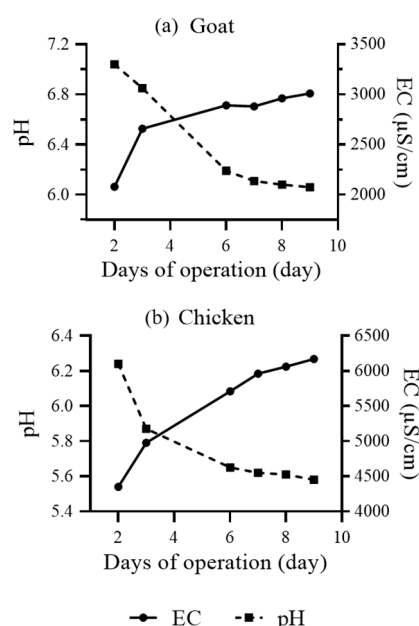 (a) Goat
7.2
6.8
6.4
6.0
pH
3500
3000
2500
2000
EC (μS/cm)
2 4 6 8 10
Days of operation (day)
(b) Chicken
6.4
6.2
6.0
5.8
5.6
5.4
pH
6500
6000
5500
5000
4500
4000
EC (μS/cm)
2 4 6 8 10
Days of operation (day)
EC pH